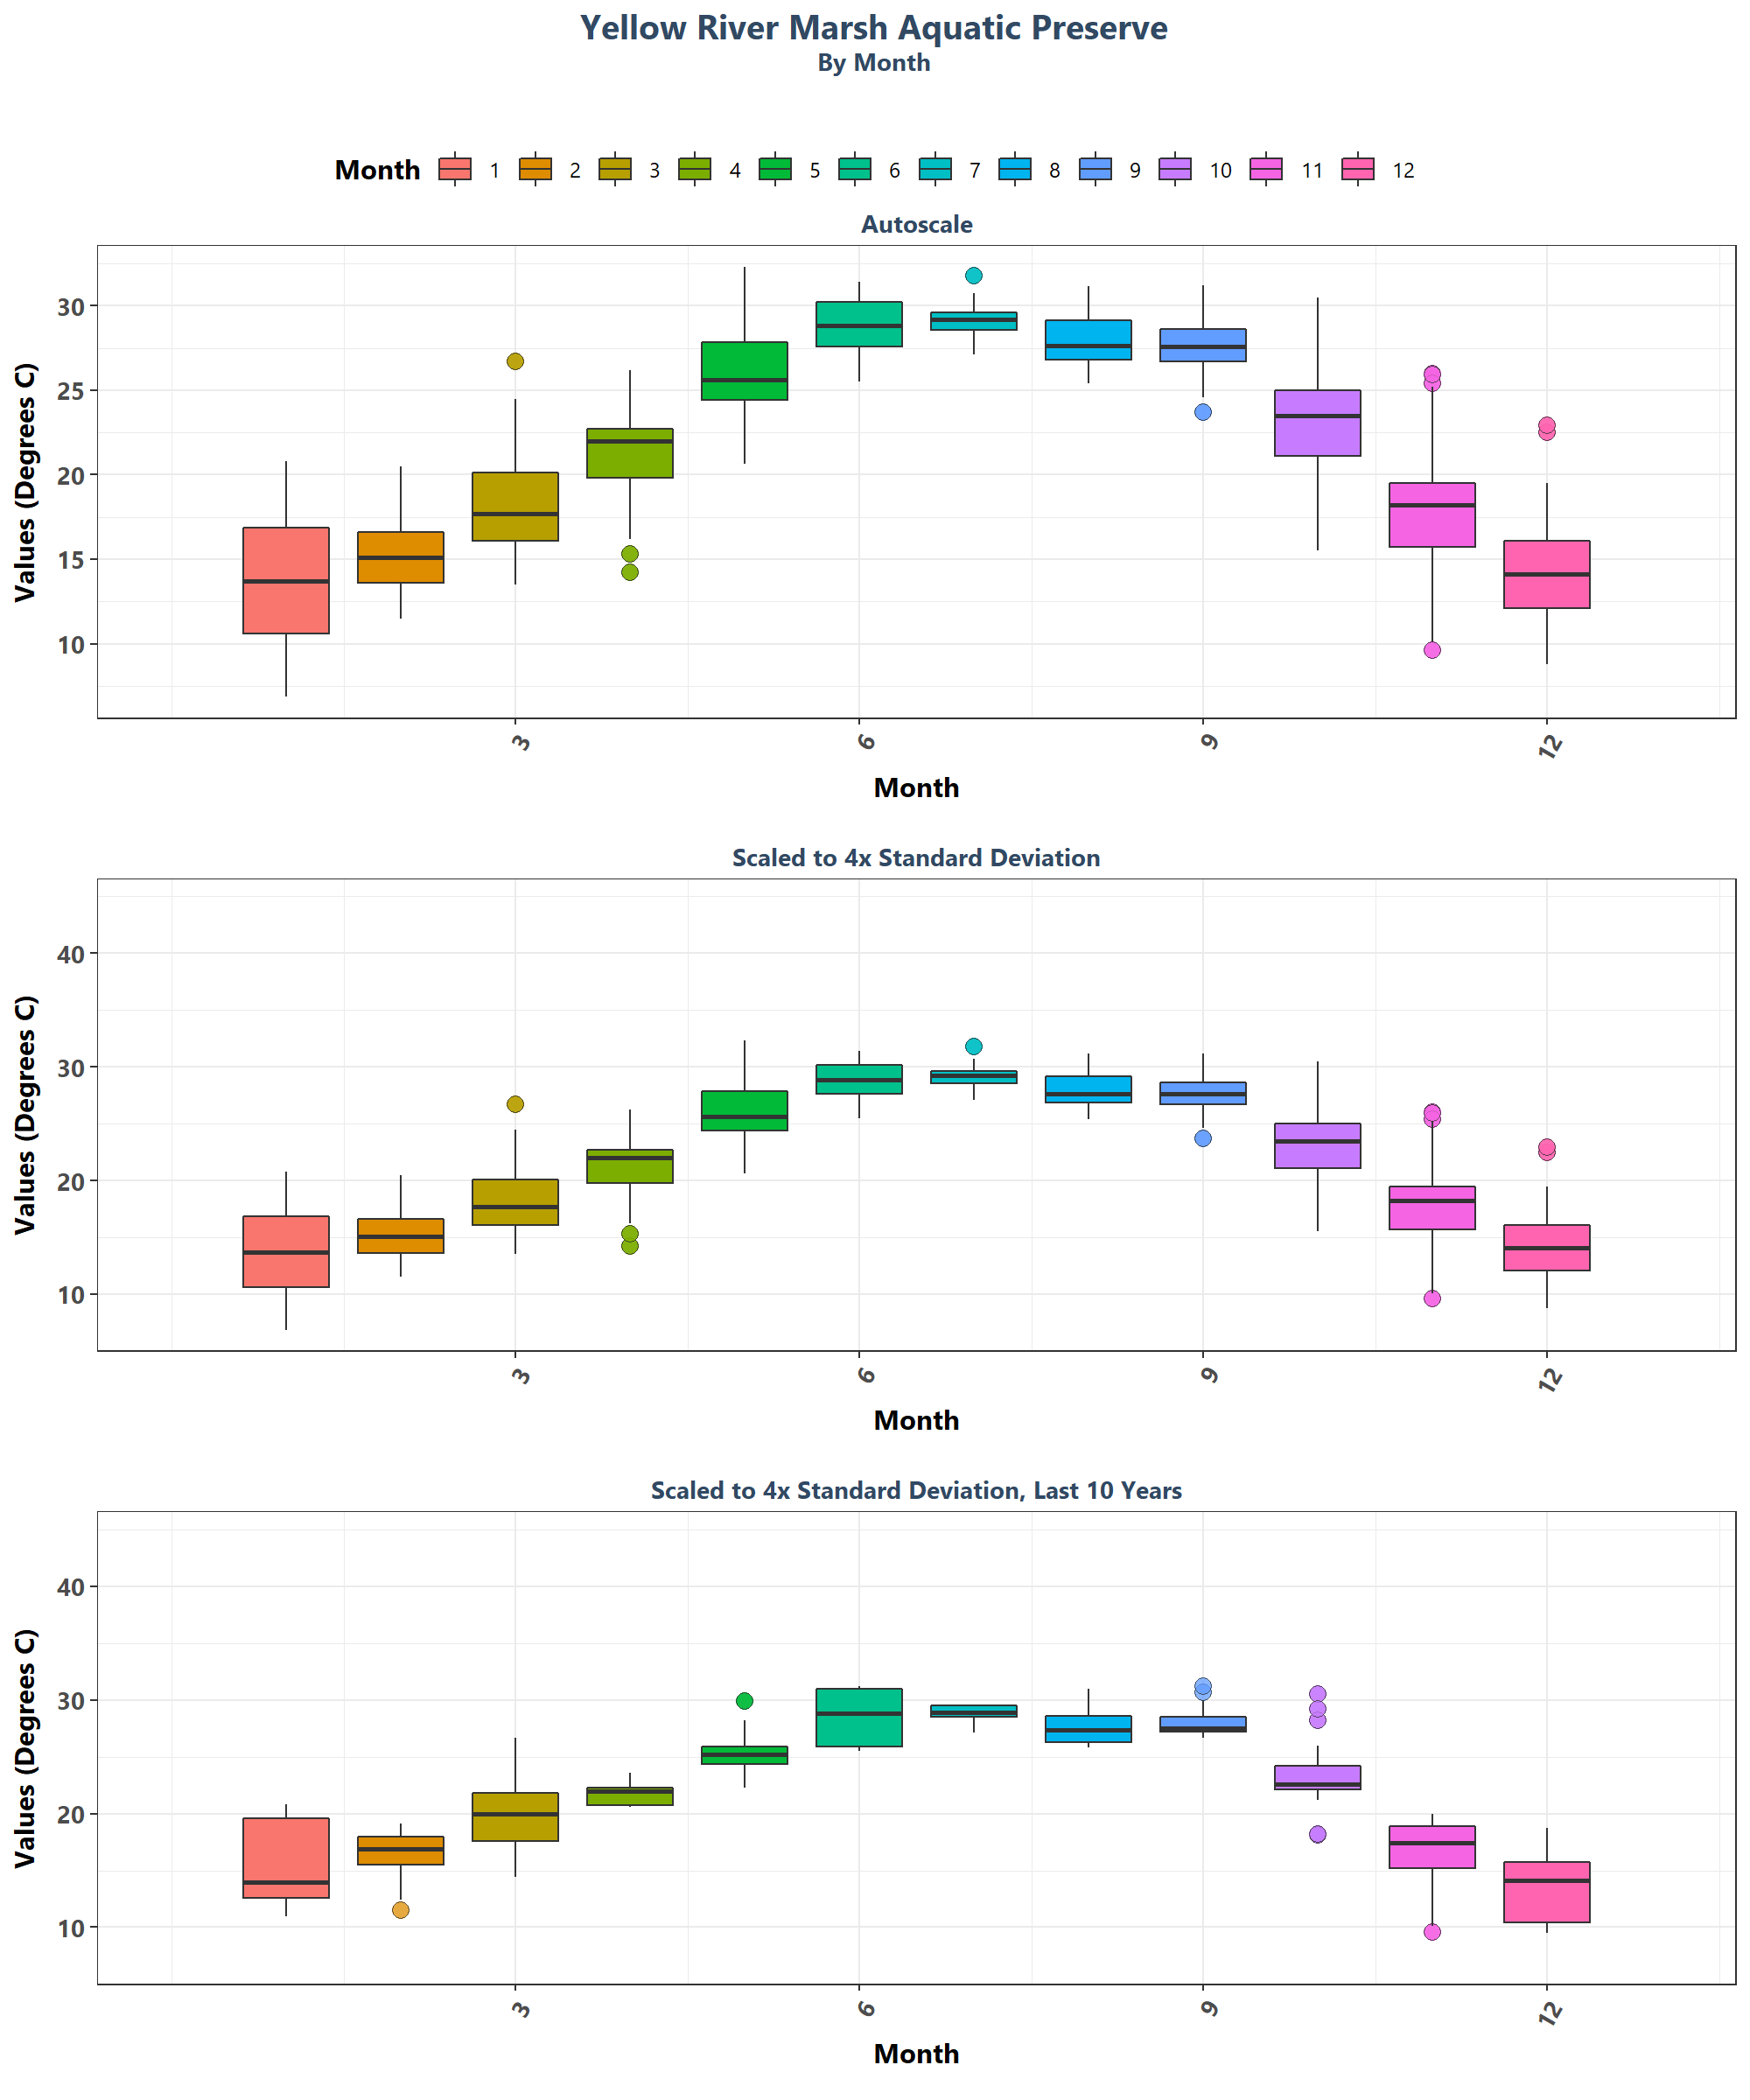 Yellow River Marsh Aquatic Preserve
By Month
Month 1 2 3 4 5 6 7 8 9 10 11 12
Autoscale
Values (Degrees C)
30
25
20
15
10
3 6 9 12
Month
Scaled to 4x Standard Deviation
Values (Degrees C)
40
30
20
10
3 6 9 12
Month
Scaled to 4x Standard Deviation, Last 10 Years
Values (Degrees C)
40
30
20
10
3 6 9 12
Month